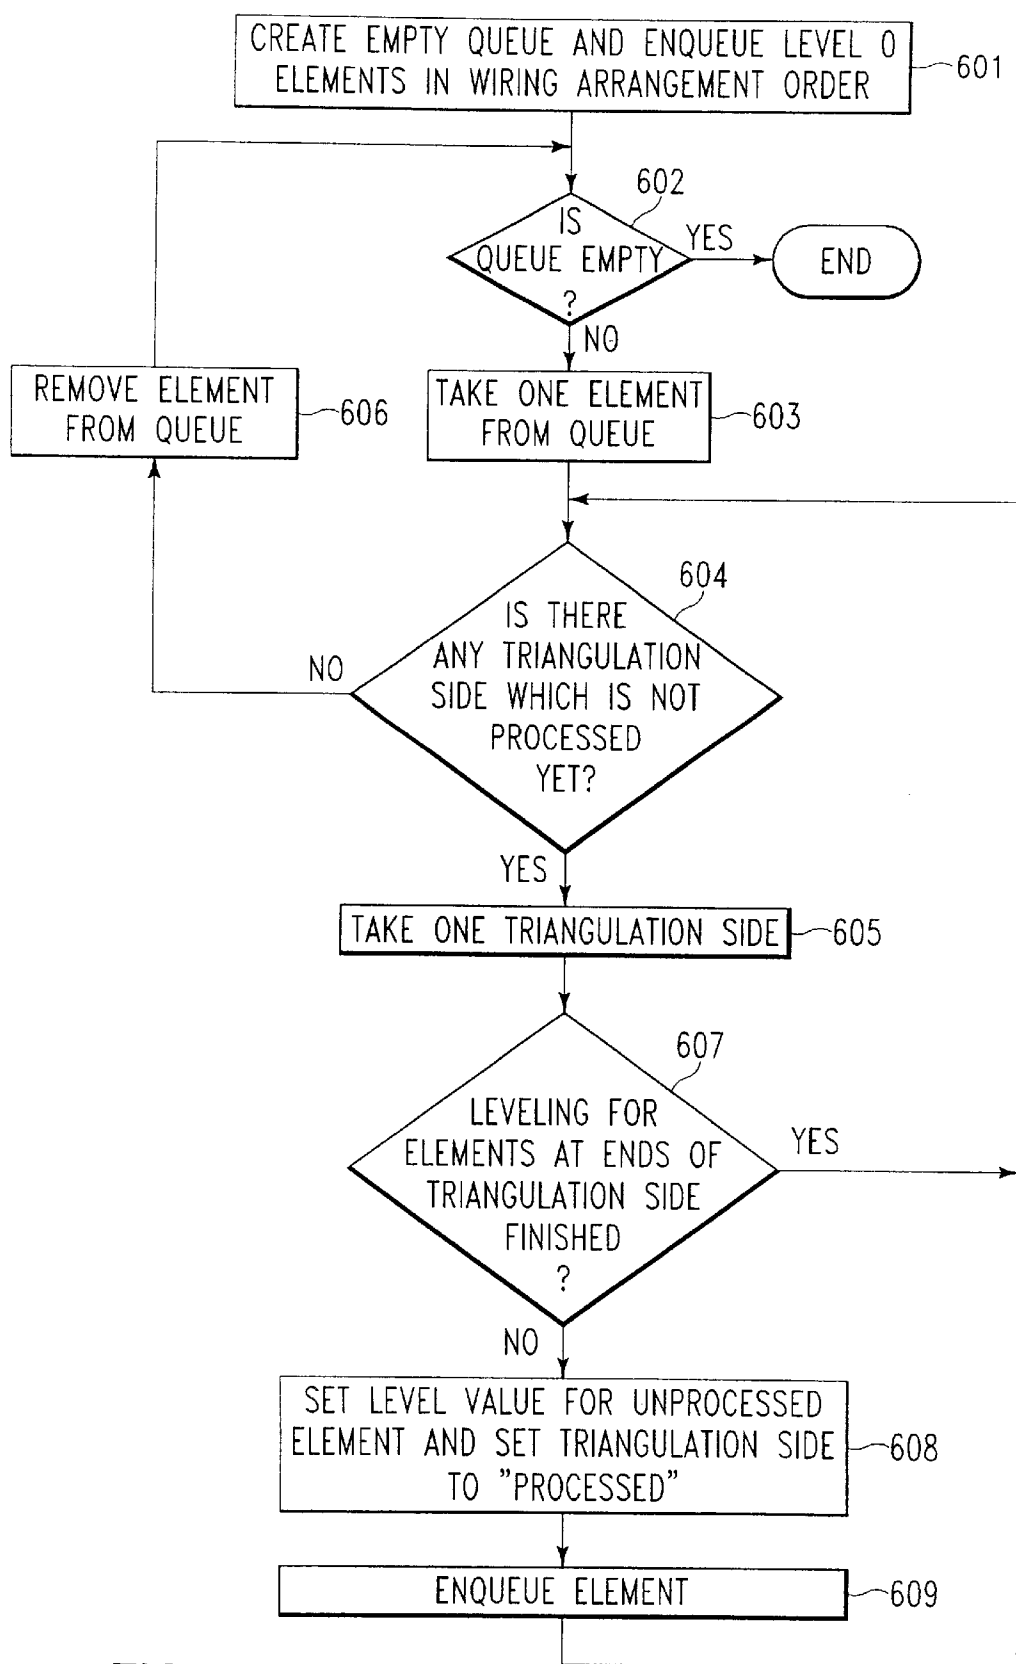 CREATE EMPTY QUEUE AND ENQUEUE LEVEL 0
ELEMENTS IN WIRING ARRANGEMENT ORDER
601
602
IS
QUEUE EMPTY
?
YES
END
NO
REMOVE ELEMENT
FROM QUEUE
606
TAKE ONE ELEMENT
FROM QUEUE
603
604
IS THERE
ANY TRIANGULATION
SIDE WHICH IS NOT
PROCESSED
YET?
NO
YES
TAKE ONE TRIANGULATION SIDE
605
607
LEVELING FOR
ELEMENTS AT ENDS OF
TRIANGULATION SIDE
FINISHED
?
YES
NO
SET LEVEL VALUE FOR UNPROCESSED
ELEMENT AND SET TRIANGULATION SIDE
TO "PROCESSED"
608
ENQUEUE ELEMENT
609